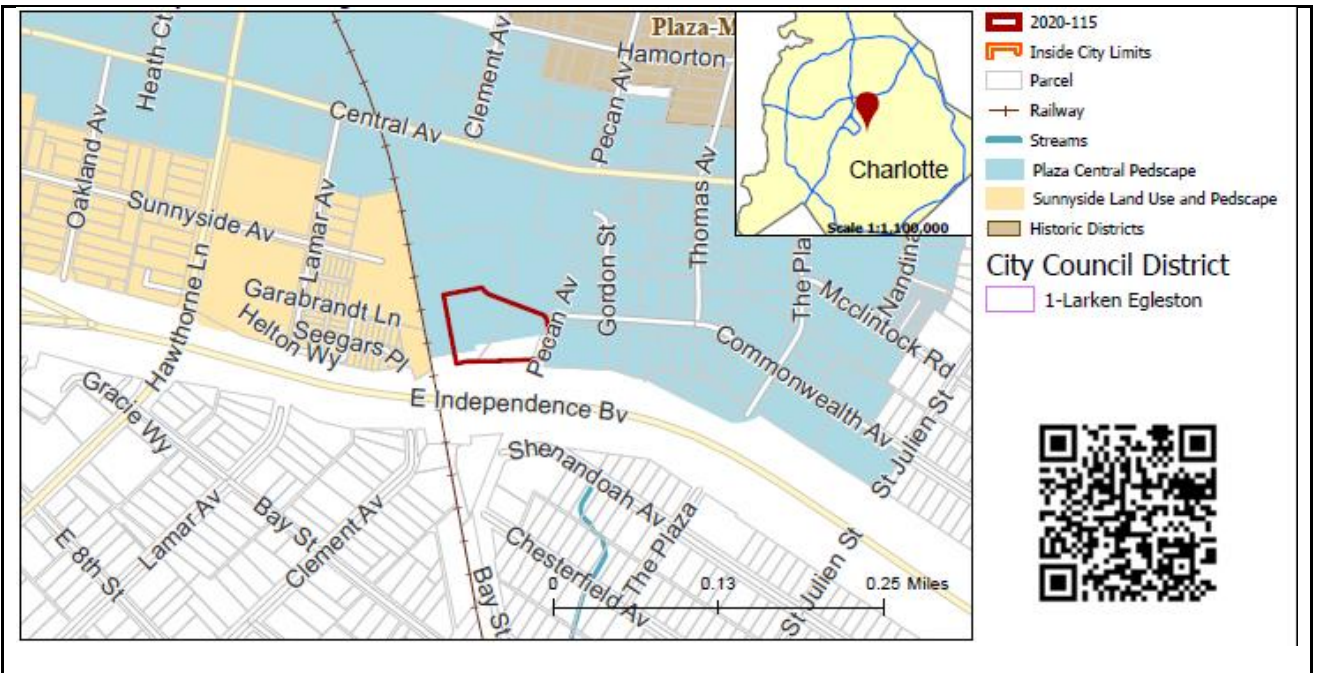 Plaza-M
Hamorton
Heath Ct
Clement Av
Pecan Av
Central Av
Oakland Av
Thomas Av
Charlotte
Scale 1:1,100,000
Sunnyside Av
Lamar Av
Hawthorne Ln
Gordon St
The Pla
Nandina
Mcclintock Rd
Garabrandt Ln
Seegars Pl
Helton Wy
Pecan Av
Commonwealth Av
Gracie Wy
E Independence Bv
St Julien St
Shenandoah Av
Lamar Av
Bay St
Clement Av
The Plaza
E 8th St
Chesterfield Av
St Julien St
Bay St
0 0.13 0.25 Miles
2020-115
Inside City Limits
Parcel
Railway
Streams
Plaza Central Pedscape
Sunnyside Land Use and Pedscape
Historic Districts
City Council District
1-Larken Egleston